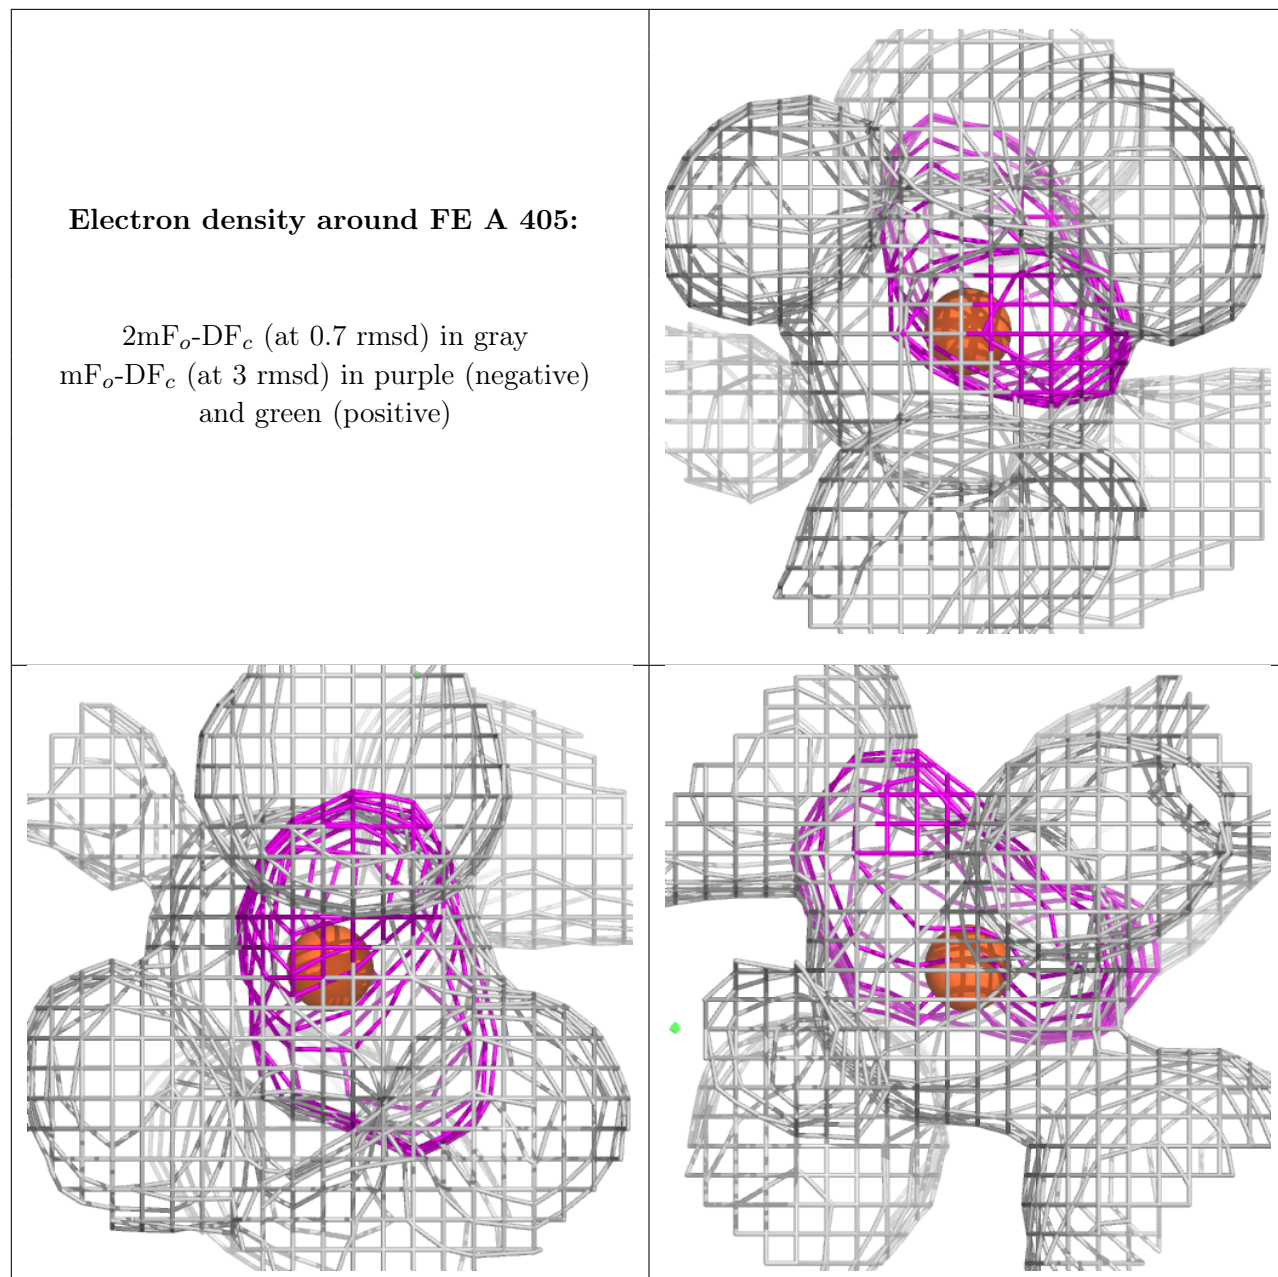 Electron density around FE A 405:
2mFo-DFc (at 0.7 rmsd) in gray
mFo-DFc (at 3 rmsd) in purple (negative)
and green (positive)